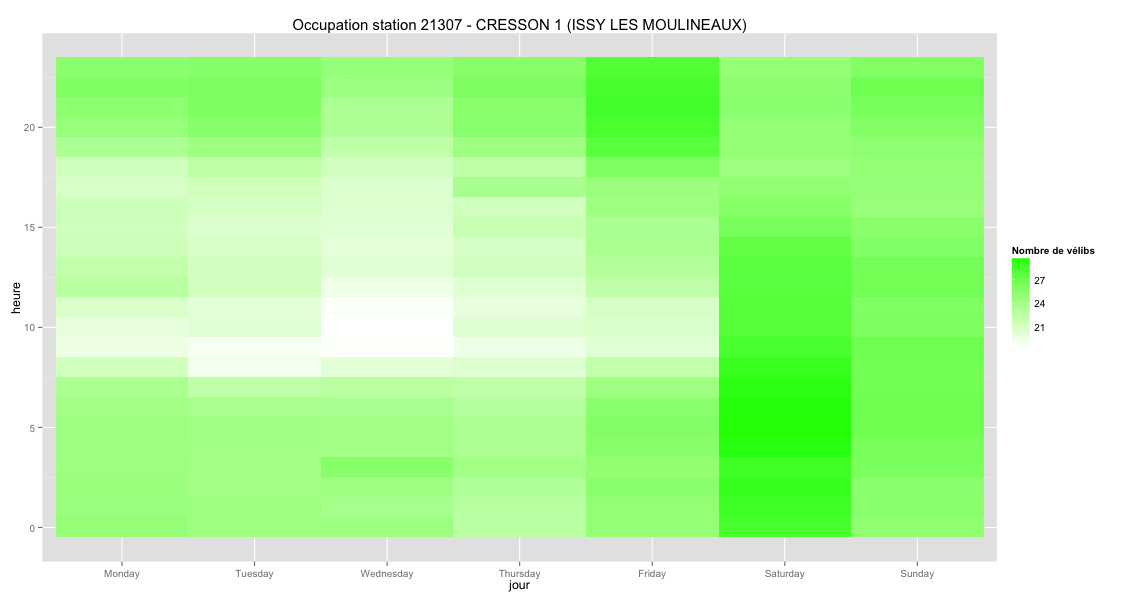 Occupation station 21307 - CRESSON 1 (ISSY LES MOULINEAUX)
heure
20
15
10
5
0
Monday Tuesday Wednesday Thursday Friday Saturday Sunday
jour
Nombre de vélibs
27
24
21